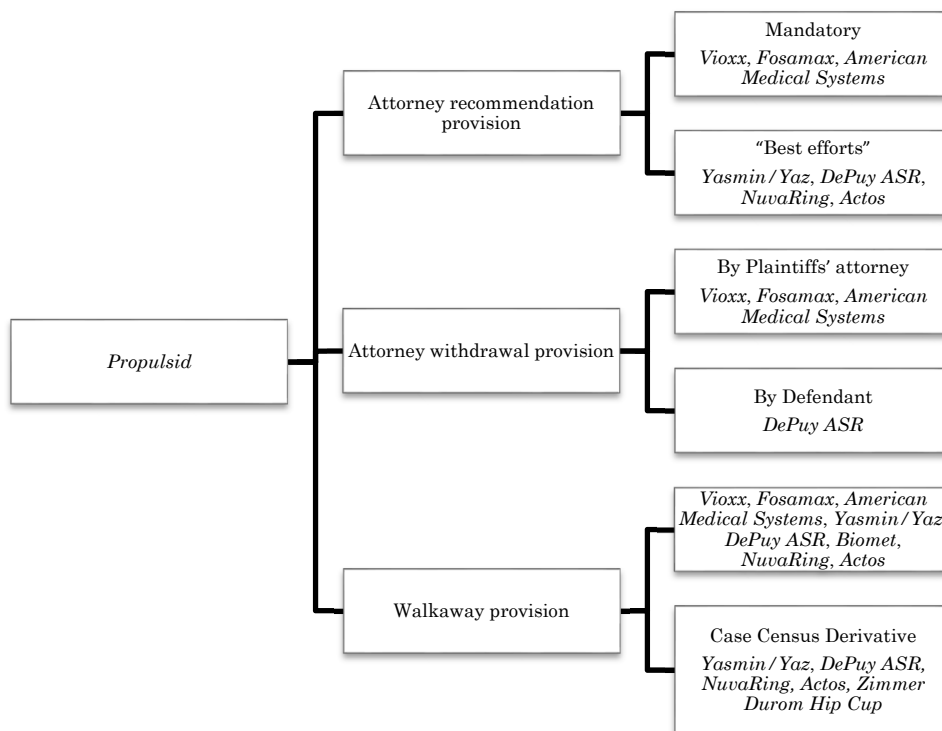 Propulsid
Attorney recommendation
provision
Mandatory
Vioxx, Fosamax, American
Medical Systems
“Best efforts”
Yasmin/Yaz, DePuy ASR,
NuvaRing, Actos
Attorney withdrawal provision
By Plaintiffs’ attorney
Vioxx, Fosamax, American
Medical Systems
By Defendant
DePuy ASR
Walkaway provision
Vioxx, Fosamax, American
Medical Systems, Yasmin/Yaz
DePuy ASR, Biomet,
NuvaRing, Actos
Case Census Derivative
Yasmin/Yaz, DePuy ASR,
NuvaRing, Actos, Zimmer
Durom Hip Cup